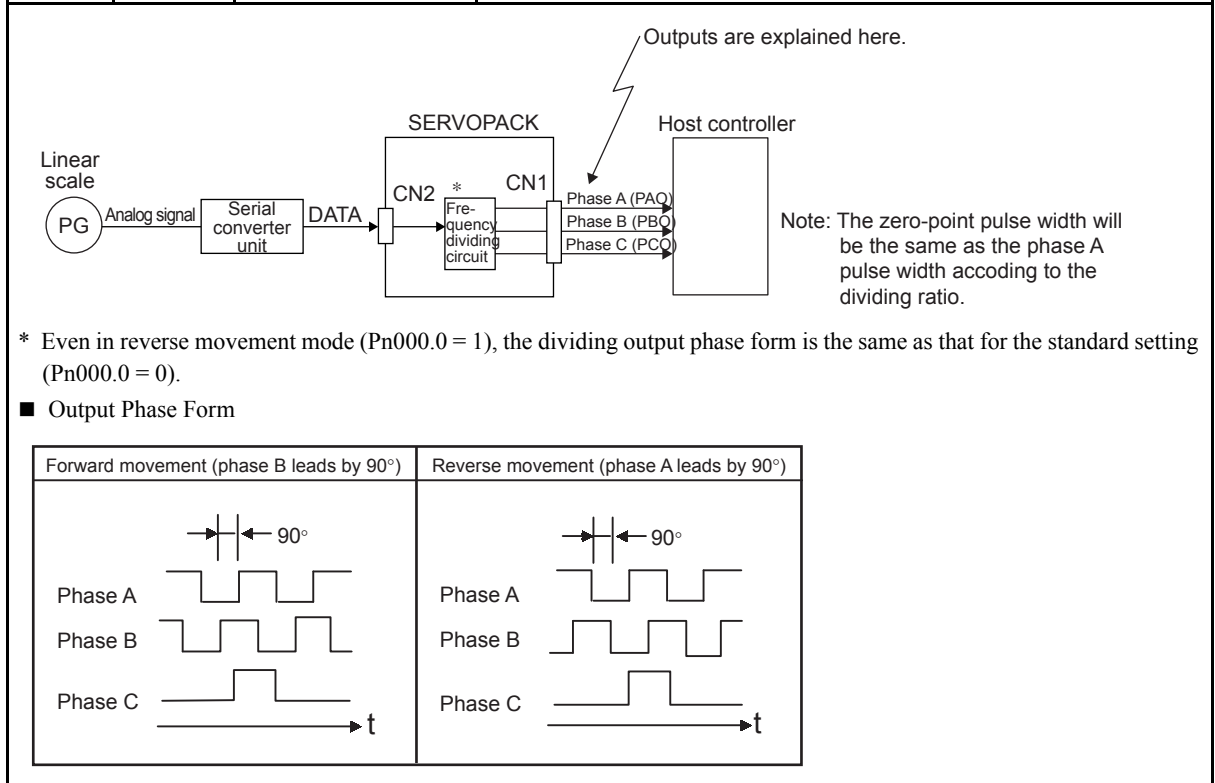 Outputs are explained here.
SERVOPACK
Host controller
Linear
scale
PG
Analog signal
Serial
converter
unit
DATA
CN2
*
Fre-
quency
dividing
circuit
CN1
Phase A (PAO)
Phase B (PBO)
Phase C (PCO)
Note: The zero-point pulse width will
be the same as the phase A
pulse width accoding to the
dividing ratio.
* Even in reverse movement mode (Pn000.0 = 1), the dividing output phase form is the same as that for the standard setting
(Pn000.0 = 0).
■ Output Phase Form
Forward movement (phase B leads by 90°)
90°
Phase A
Phase B
Phase C
t
Reverse movement (phase A leads by 90°)
90°
Phase A
Phase B
Phase C
t